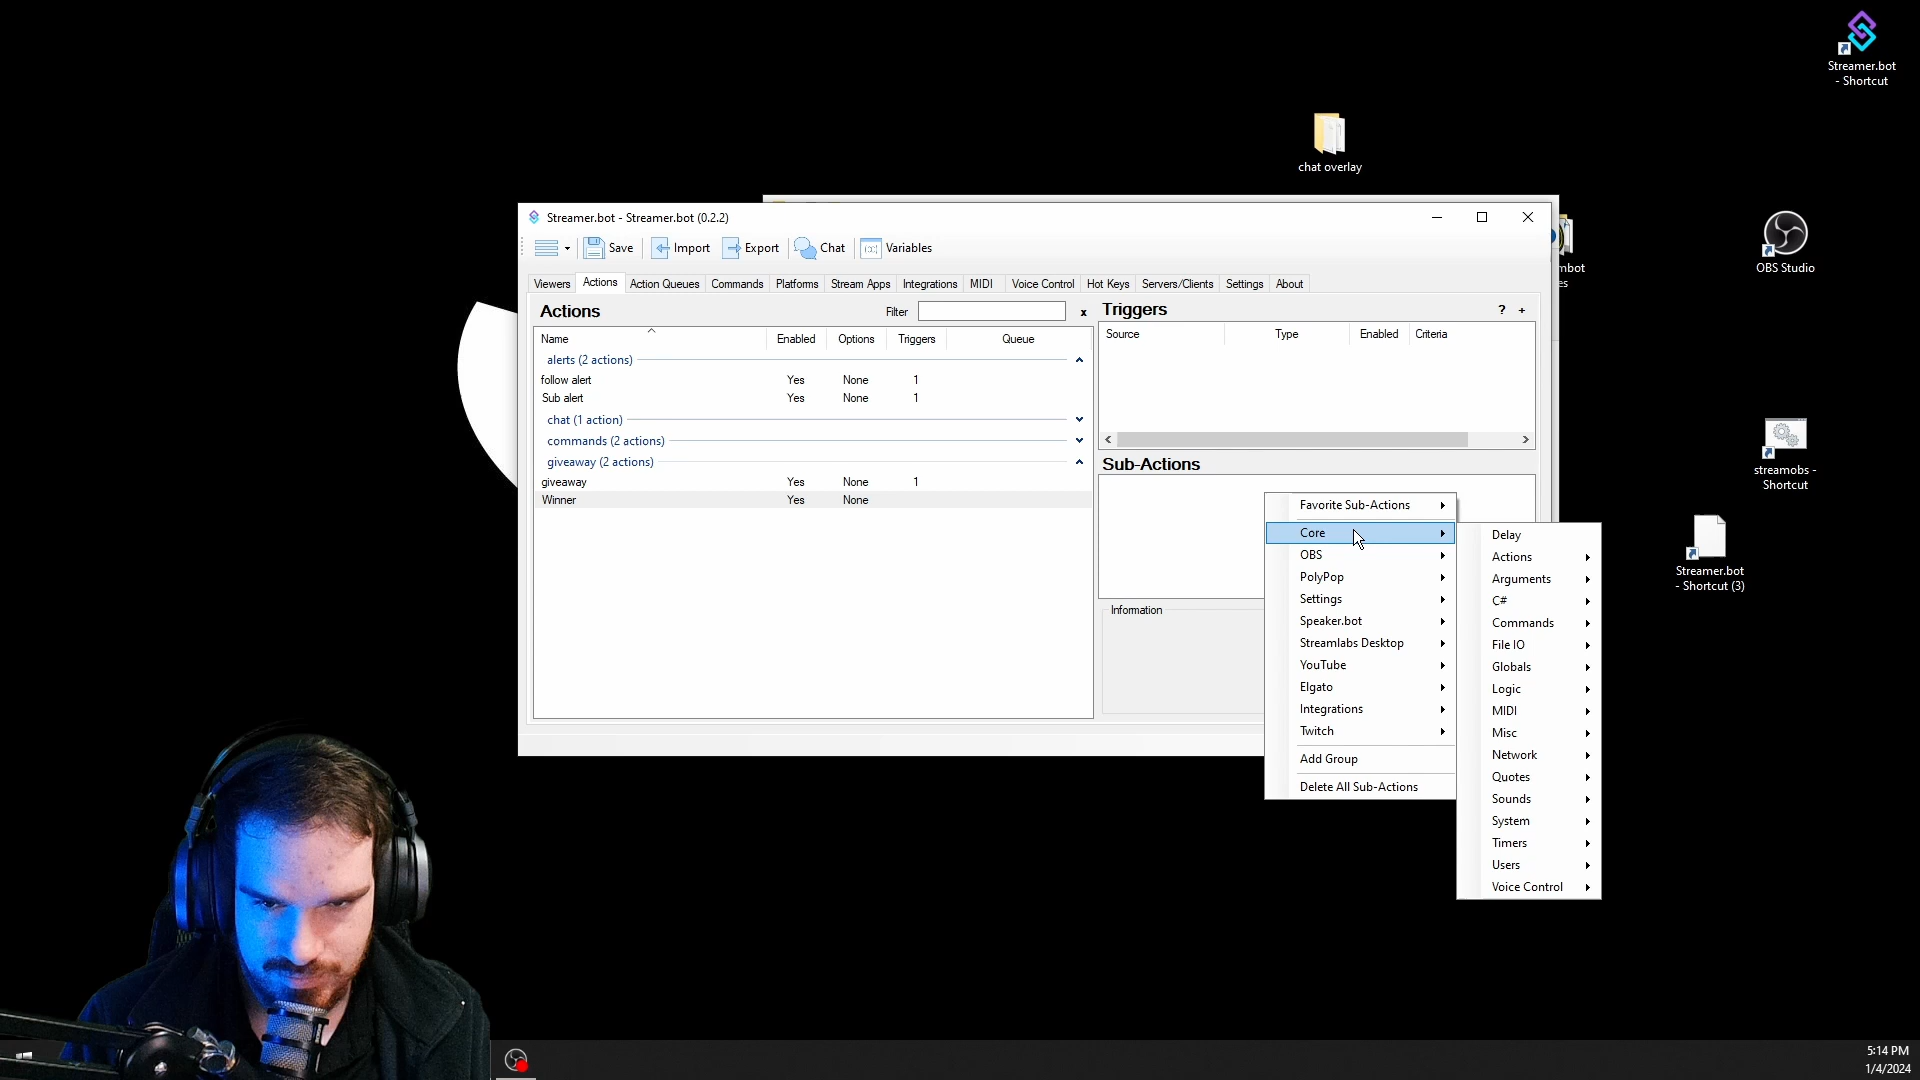 Streamer.bot
- Shortcut
chat overlay
Streamer.bot - Streamer.bot (0.2.2)
Save
Import
Export
Chat
Variables
Viewers
Actions
Action Queues
Commands
Platforms
Stream Apps
Integrations
MIDI
Voice Control
Hot Keys
Servers/Clients
Settings
About
Actions
Filter
x
Name
Enabled
Options
Triggers
Queue
alerts (2 actions)
follow alert Yes None 1
Sub alert Yes None 1
chat (1 action)
commands (2 actions)
giveaway (2 actions)
giveaway Yes None 1
Winner Yes None
Triggers
? +
Source
Type
Enabled
Criteria
Sub-Actions
Information
Favorite Sub-Actions
Core
OBS
PolyPop
Settings
Speaker.bot
Streamlabs Desktop
YouTube
Elgato
Integrations
Twitch
Add Group
Delete All Sub-Actions
Delay
Actions
Arguments
C#
Commands
File IO
Globals
Logic
MIDI
Misc
Network
Quotes
Sounds
System
Timers
Users
Voice Control
OBS Studio
streamobs -
Shortcut
Streamer.bot
- Shortcut (3)
5:14 PM
1/4/2024